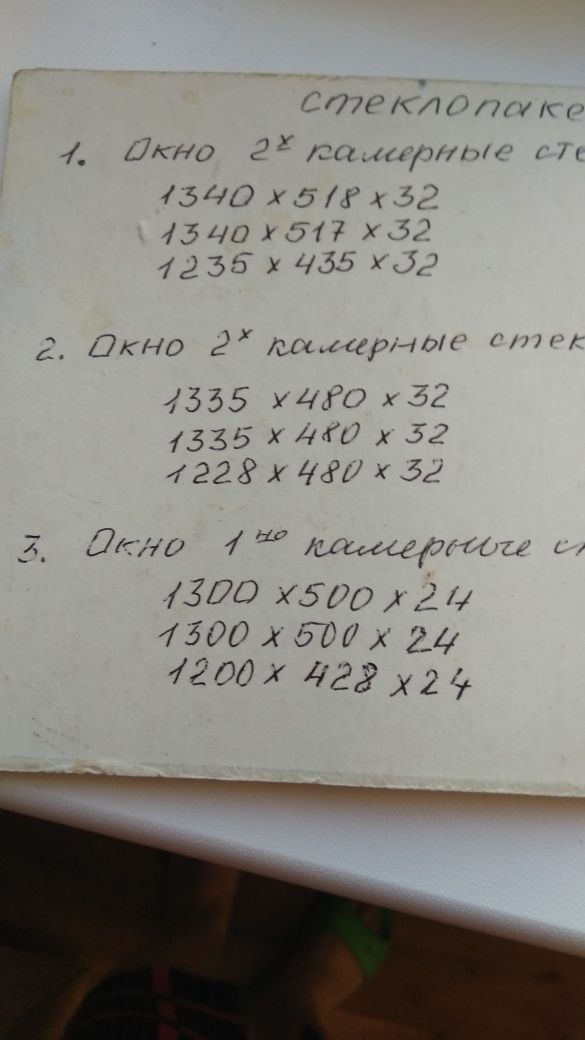 стеклопаке
1. Окно 2х камерные сте
1340 х 518 х 32
1340 х 517 х 32
1235 х 435 х 32
2. Окно 2х камерные стек
1335 х 480 х 32
1335 х 480 х 32
1228 х 480 х 32
3. Окно 1но камерные ст
1300 х 500 х 24
1300 х 500 х 24
1200 х 428 х 24